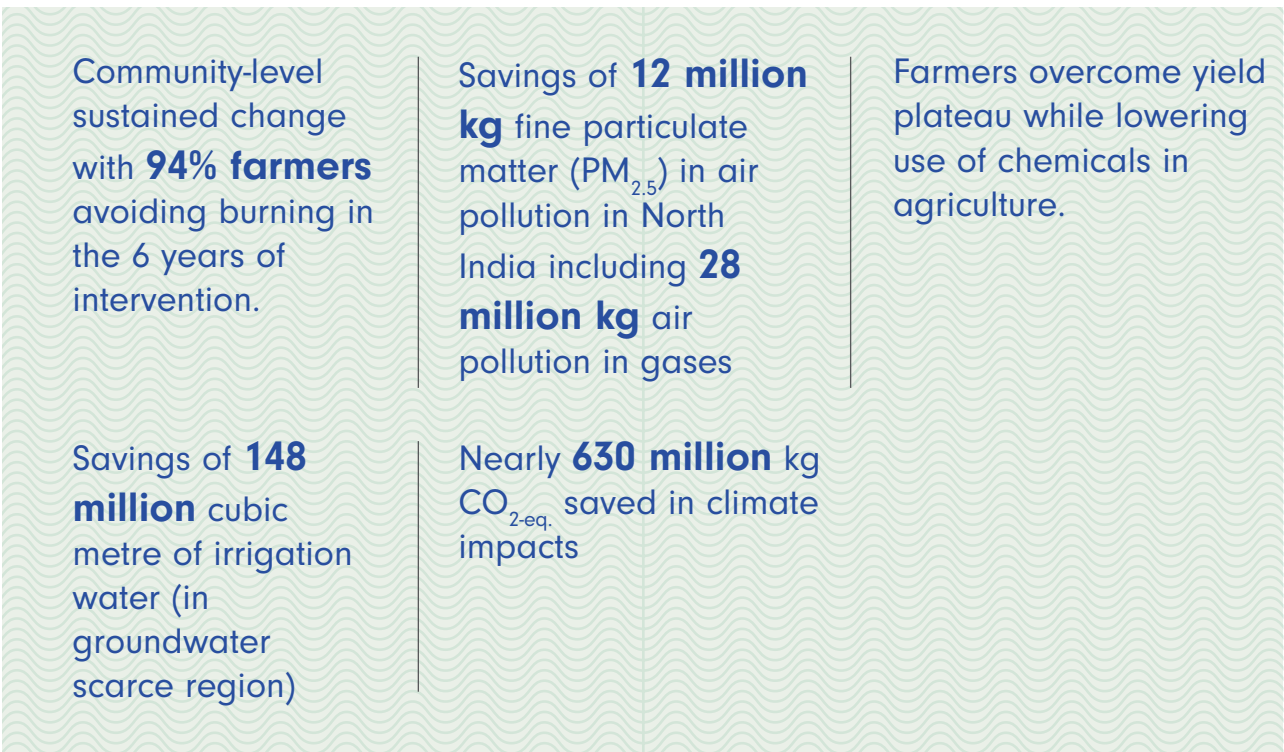 Community-level
sustained change
with 94% farmers
avoiding burning in
the 6 years of
intervention.
Savings of 12 million
kg fine particulate
matter (PM2.5) in air
pollution in North
India including 28
million kg air
pollution in gases
Farmers overcome yield
plateau while lowering
use of chemicals in
agriculture.
Savings of 148
million cubic
metre of irrigation
water (in
groundwater
scarce region)
Nearly 630 million kg
CO2-eq. saved in climate
impacts